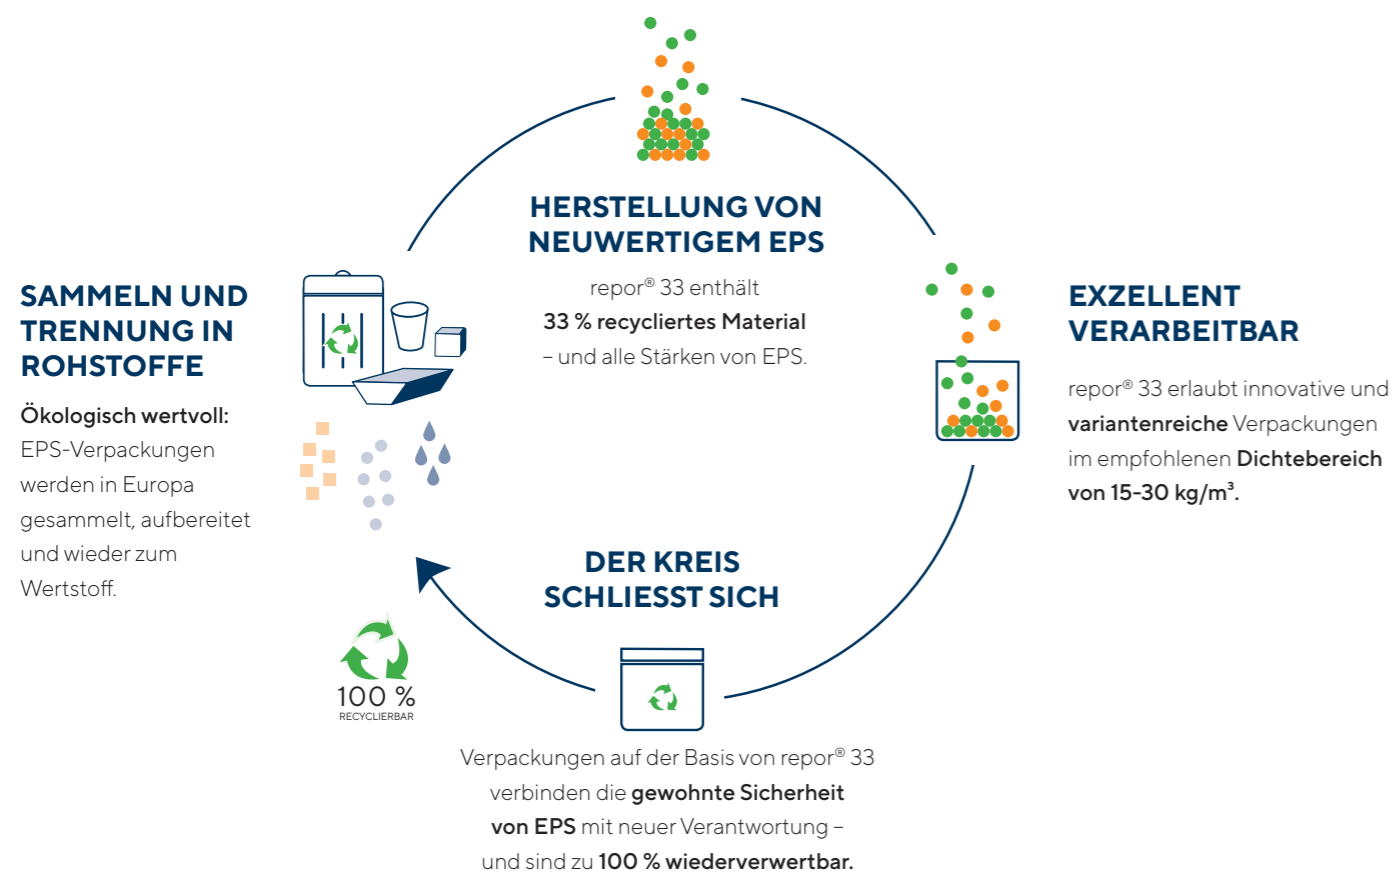 HERSTELLUNG VON
NEUWERTIGEM EPS
repor® 33 enthält
33 % recycliertes Material
– und alle Stärken von EPS.
EXZELLENT
VERARBEITBAR
repor® 33 erlaubt innovative und
variantenreiche Verpackungen
im empfohlenen Dichtebereich
von 15-30 kg/m³.
DER KREIS
SCHLIESST SICH
Verpackungen auf der Basis von repor® 33
verbinden die gewohnte Sicherheit
von EPS mit neuer Verantwortung –
und sind zu 100 % wiederverwertbar.
SAMMELN UND
TRENNUNG IN
ROHSTOFFE
Ökologisch wertvoll:
EPS-Verpackungen
werden in Europa
gesammelt, aufbereitet
und wieder zum
Wertstoff.
100 %
RECYCLIERBAR